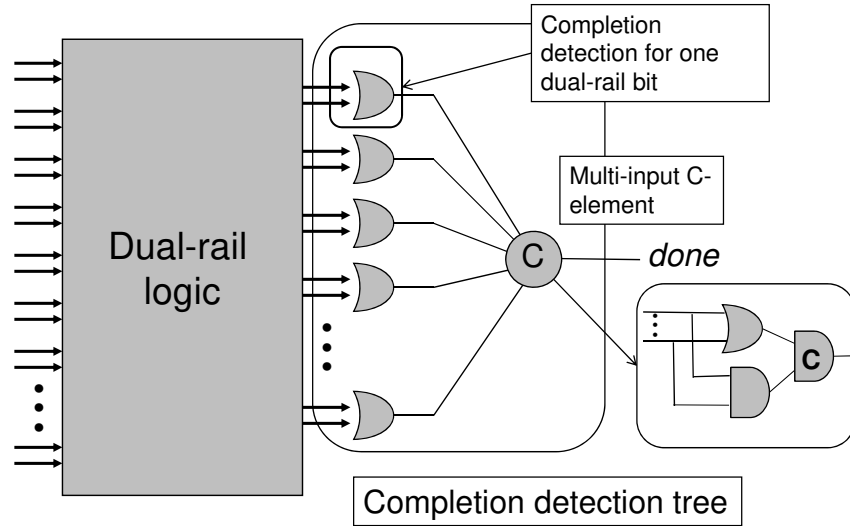 Completion
detection for one
dual-rail bit
Multi-input C-
element
Dual-rail
logic
C
done
C
Completion detection tree